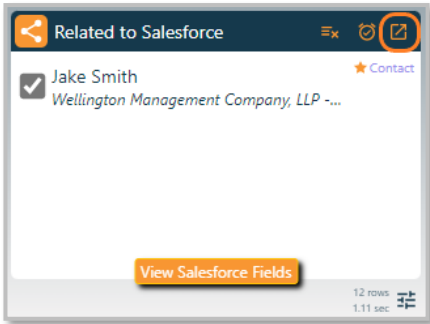 Related to Salesforce
Jake Smith
Contact
Wellington Management Company, LLP -...
View Salesforce Fields
12 rows
1.11 sec